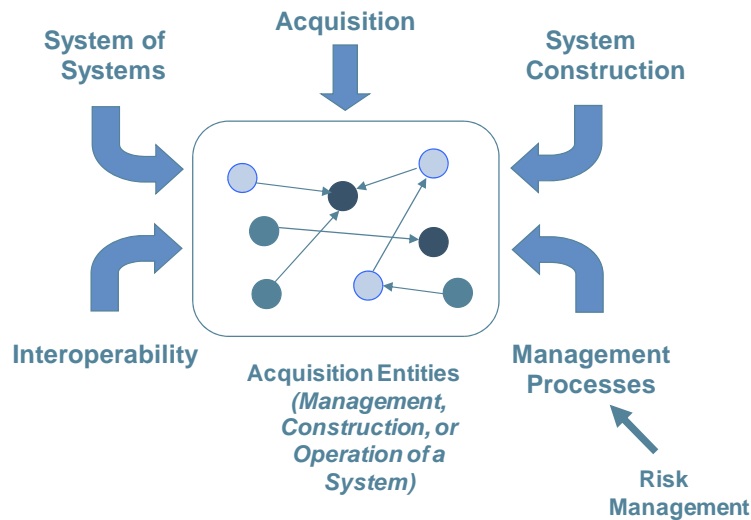 Acquisition
System of
Systems
System
Construction
Interoperability
Management
Processes
Acquisition Entities
(Management,
Construction, or
Operation of a
System)
Risk
Management